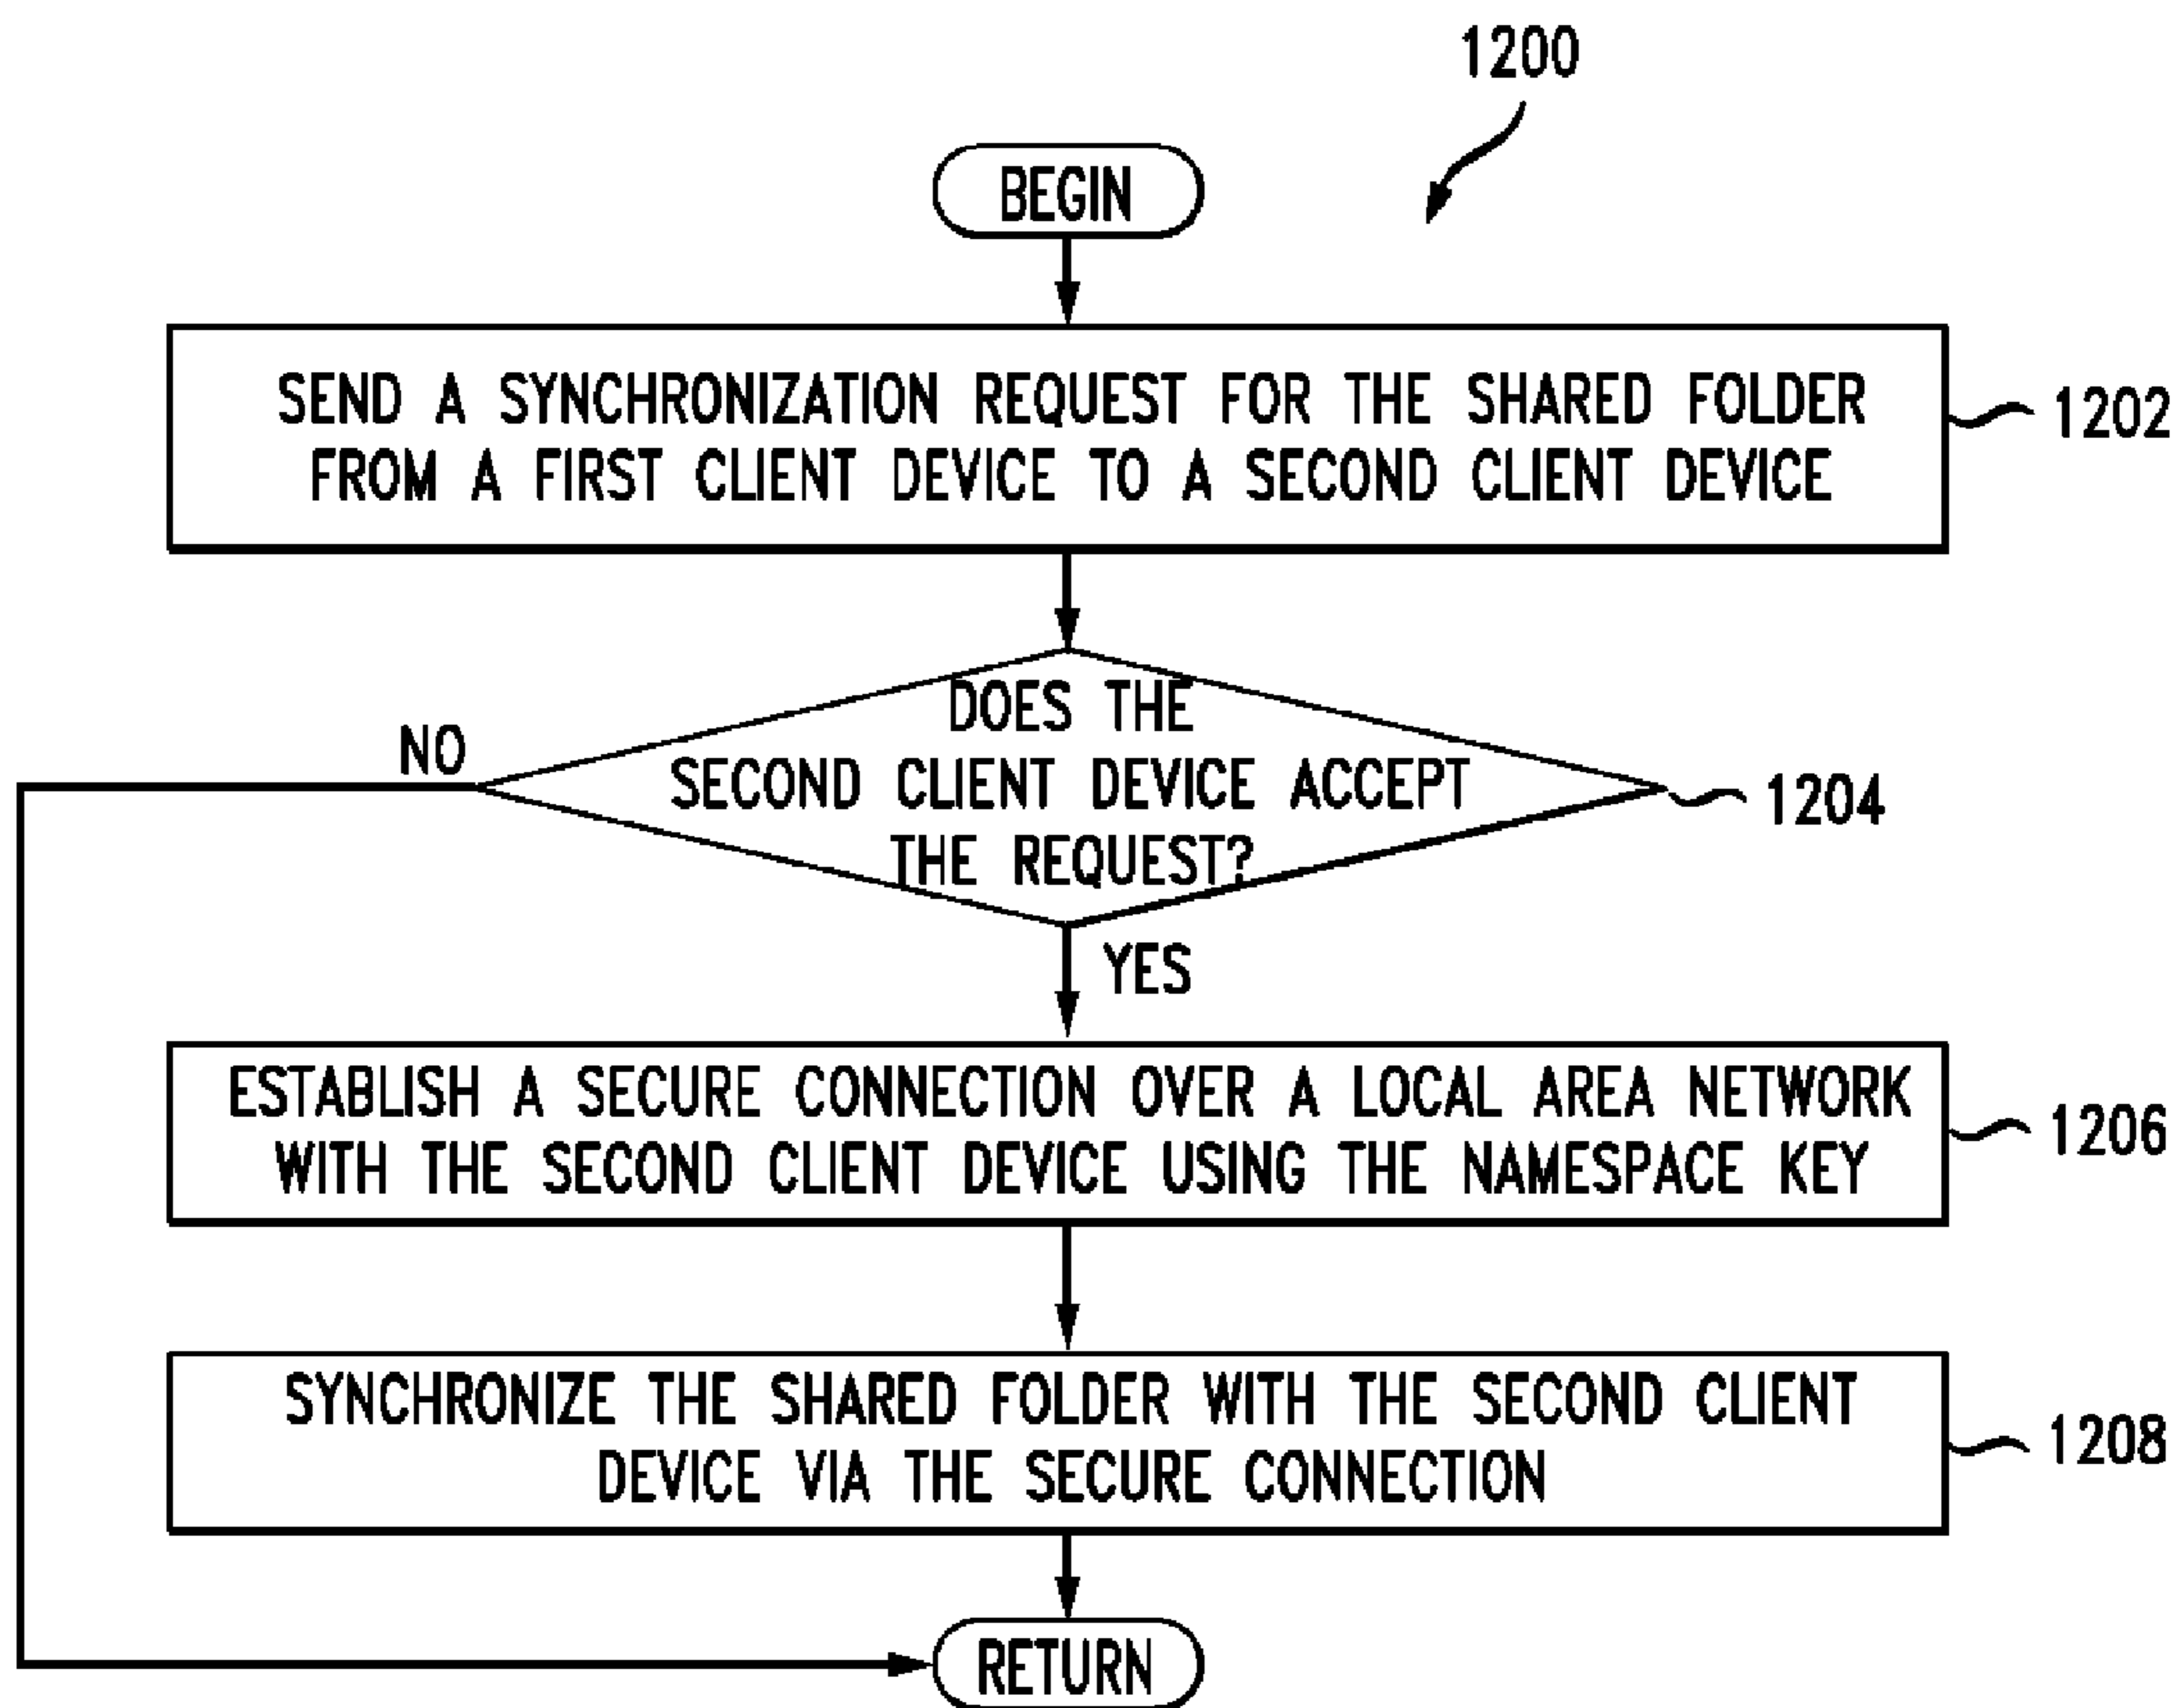 1200
BEGIN
SEND A SYNCHRONIZATION REQUEST FOR THE SHARED FOLDER
FROM A FIRST CLIENT DEVICE TO A SECOND CLIENT DEVICE
1202
DOES THE
SECOND CLIENT DEVICE ACCEPT
THE REQUEST?
NO
1204
YES
ESTABLISH A SECURE CONNECTION OVER A LOCAL AREA NETWORK
WITH THE SECOND CLIENT DEVICE USING THE NAMESPACE KEY
1206
SYNCHRONIZE THE SHARED FOLDER WITH THE SECOND CLIENT
DEVICE VIA THE SECURE CONNECTION
1208
RETURN